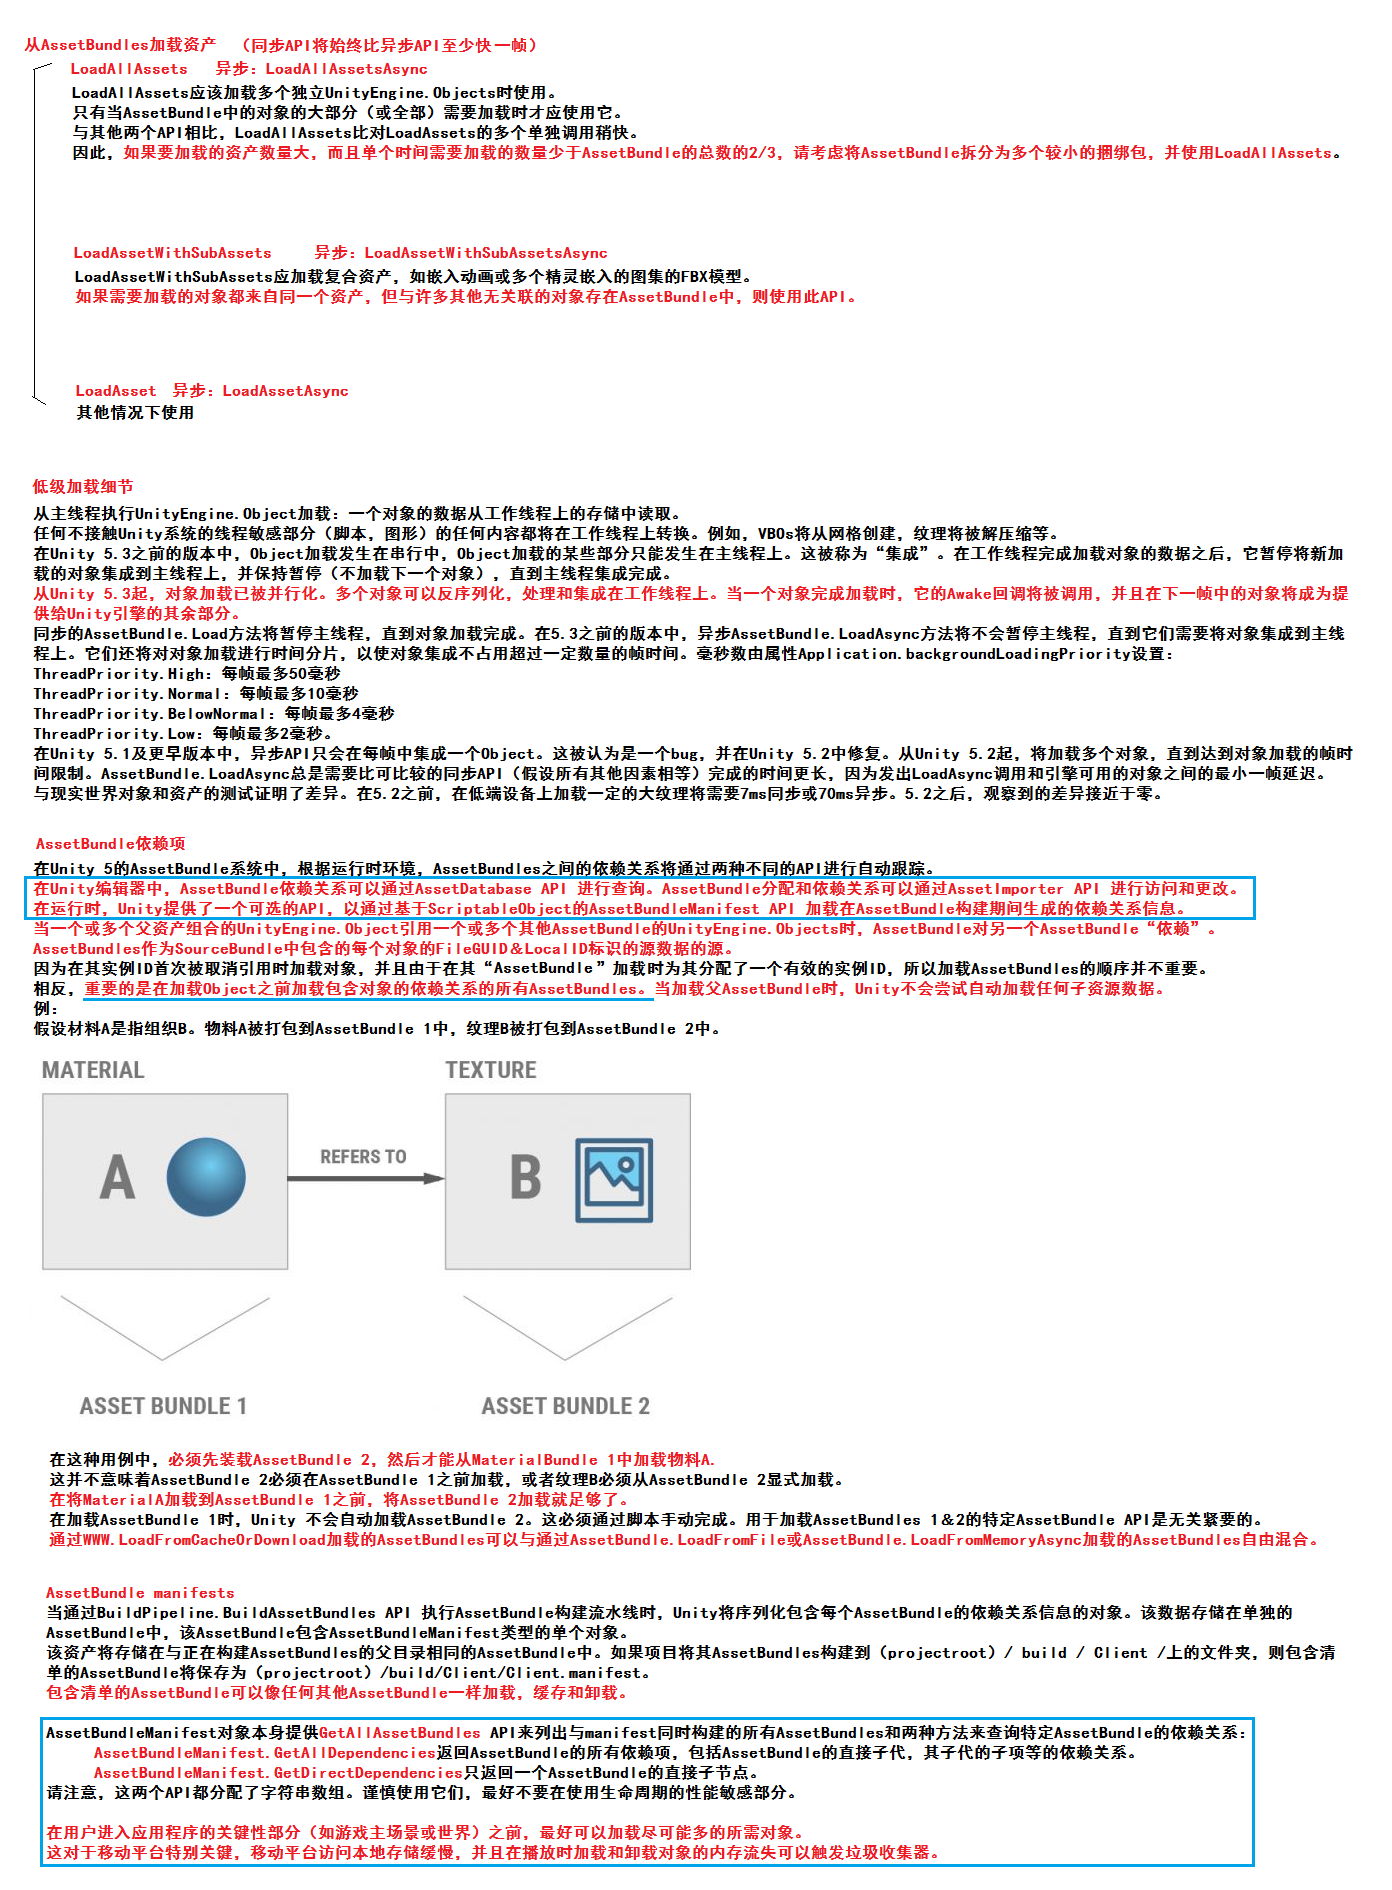 从AssetBundles加载资产 （同步API将始终比异步API至少快一帧）
LoadAllAssets 异步：LoadAllAssetsAsync
LoadAllAssets应该加载多个独立UnityEngine.Objects时使用。
只有当AssetBundle中的对象的大部分（或全部）需要加载时才应使用它。
与其他两个API相比，LoadAllAssets比对LoadAssets的多个单独调用稍快。
因此，如果要加载的资产数量大，而且单个时间需要加载的数量少于AssetBundle的总数的2/3，请考虑将AssetBundle拆分为多个较小的捆绑包，并使用LoadAllAssets。
LoadAssetWithSubAssets 异步：LoadAssetWithSubAssetsAsync
LoadAssetWithSubAssets应加载复合资产，如嵌入动画或多个精灵嵌入的图集的FBX模型。
如果需要加载的对象都来自同一个资产，但与许多其他无关联的对象存在AssetBundle中，则使用此API。
LoadAsset 异步：LoadAssetAsync
其他情况下使用
低级加载细节
从主线程执行UnityEngine.Object加载：一个对象的数据从工作线程上的存储中读取。
任何不接触Unity系统的线程敏感部分（脚本，图形）的任何内容都将在工作线程上转换。例如，VBOs将从网格创建，纹理将被解压缩等。
在Unity 5.3之前的版本中，Object加载发生在串行中，Object加载的某些部分只能发生在主线程上。这被称为“集成”。在工作线程完成加载对象的数据之后，它暂停将新加
载的对象集成到主线程上，并保持暂停（不加载下一个对象），直到主线程集成完成。
从Unity 5.3起，对象加载已被并行化。多个对象可以反序列化，处理和集成在工作线程上。当一个对象完成加载时，它的Awake回调将被调用，并且在下一帧中的对象将成为提
供给Unity引擎的其余部分。
同步的AssetBundle.Load方法将暂停主线程，直到对象加载完成。在5.3之前的版本中，异步AssetBundle.LoadAsync方法将不会暂停主线程，直到它们需要将对象集成到主线
程上。它们还将对对象加载进行时间分片，以使对象集成不占用超过一定数量的帧时间。毫秒数由属性Application.backgroundLoadingPriority设置：
ThreadPriority.High：每帧最多50毫秒
ThreadPriority.Normal：每帧最多10毫秒
ThreadPriority.BelowNormal：每帧最多4毫秒
ThreadPriority.Low：每帧最多2毫秒。
在Unity 5.1及更早版本中，异步API只会在每帧中集成一个Object。这被认为是一个bug，并在Unity 5.2中修复。从Unity 5.2起，将加载多个对象，直到达到对象加载的帧时
间限制。AssetBundle.LoadAsync总是需要比可比较的同步API（假设所有其他因素相等）完成的时间更长，因为发出LoadAsync调用和引擎可用的对象之间的最小一帧延迟。
与现实世界对象和资产的测试证明了差异。在5.2之前，在低端设备上加载一定的大纹理将需要7ms同步或70ms异步。5.2之后，观察到的差异接近于零。
AssetBundle依赖项
在Unity 5的AssetBundle系统中，根据运行时环境，AssetBundles之间的依赖关系将通过两种不同的API进行自动跟踪。
在Unity编辑器中，AssetBundle依赖关系可以通过AssetDatabase API 进行查询。AssetBundle分配和依赖关系可以通过AssetImporter API 进行访问和更改。
在运行时，Unity提供了一个可选的API，以通过基于ScriptableObject的AssetBundleManifest API 加载在AssetBundle构建期间生成的依赖关系信息。
当一个或多个父资产组合的UnityEngine.Object引用一个或多个其他AssetBundle的UnityEngine.Objects时，AssetBundle对另一个AssetBundle“依赖”。
AssetBundles作为SourceBundle中包含的每个对象的FileGUID＆LocalID标识的源数据的源。
因为在其实例ID首次被取消引用时加载对象，并且由于在其“AssetBundle”加载时为其分配了一个有效的实例ID，所以加载AssetBundles的顺序并不重要。
相反，重要的是在加载Object之前加载包含对象的依赖关系的所有AssetBundles。当加载父AssetBundle时，Unity不会尝试自动加载任何子资源数据。
例：
假设材料A是指组织B。物料A被打包到AssetBundle 1中，纹理B被打包到AssetBundle 2中。
MATERIAL TEXTURE
A REFERS TO B
ASSET BUNDLE 1 ASSET BUNDLE 2
在这种用例中，必须先装载AssetBundle 2，然后才能从MaterialBundle 1中加载物料A.
这并不意味着AssetBundle 2必须在AssetBundle 1之前加载，或者纹理B必须从AssetBundle 2显式加载。
在将MaterialA加载到AssetBundle 1之前，将AssetBundle 2加载就足够了。
在加载AssetBundle 1时，Unity 不会自动加载AssetBundle 2。这必须通过脚本手动完成。用于加载AssetBundles 1＆2的特定AssetBundle API是无关紧要的。
通过WWW.LoadFromCacheOrDownload加载的AssetBundles可以与通过AssetBundle.LoadFromFile或AssetBundle.LoadFromMemoryAsync加载的AssetBundles自由混合。
AssetBundle manifests
当通过BuildPipeline.BuildAssetBundles API 执行AssetBundle构建流水线时，Unity将序列化包含每个AssetBundle的依赖关系信息的对象。该数据存储在单独的
AssetBundle中，该AssetBundle包含AssetBundleManifest类型的单个对象。
该资产将存储在与正在构建AssetBundles的父目录相同的AssetBundle中。如果项目将其AssetBundles构建到（projectroot）/ build / Client /上的文件夹，则包含清
单的AssetBundle将保存为（projectroot）/build/Client/Client.manifest。
包含清单的AssetBundle可以像任何其他AssetBundle一样加载，缓存和卸载。
AssetBundleManifest对象本身提供GetAllAssetBundles API来列出与manifest同时构建的所有AssetBundles和两种方法来查询特定AssetBundle的依赖关系：
AssetBundleManifest.GetAllDependencies返回AssetBundle的所有依赖项，包括AssetBundle的直接子代，其子代的子项等的依赖关系。
AssetBundleManifest.GetDirectDependencies只返回一个AssetBundle的直接子节点。
请注意，这两个API都分配了字符串数组。谨慎使用它们，最好不要在使用生命周期的性能敏感部分。
在用户进入应用程序的关键性部分（如游戏主场景或世界）之前，最好可以加载尽可能多的所需对象。
这对于移动平台特别关键，移动平台访问本地存储缓慢，并且在播放时加载和卸载对象的内存流失可以触发垃圾收集器。